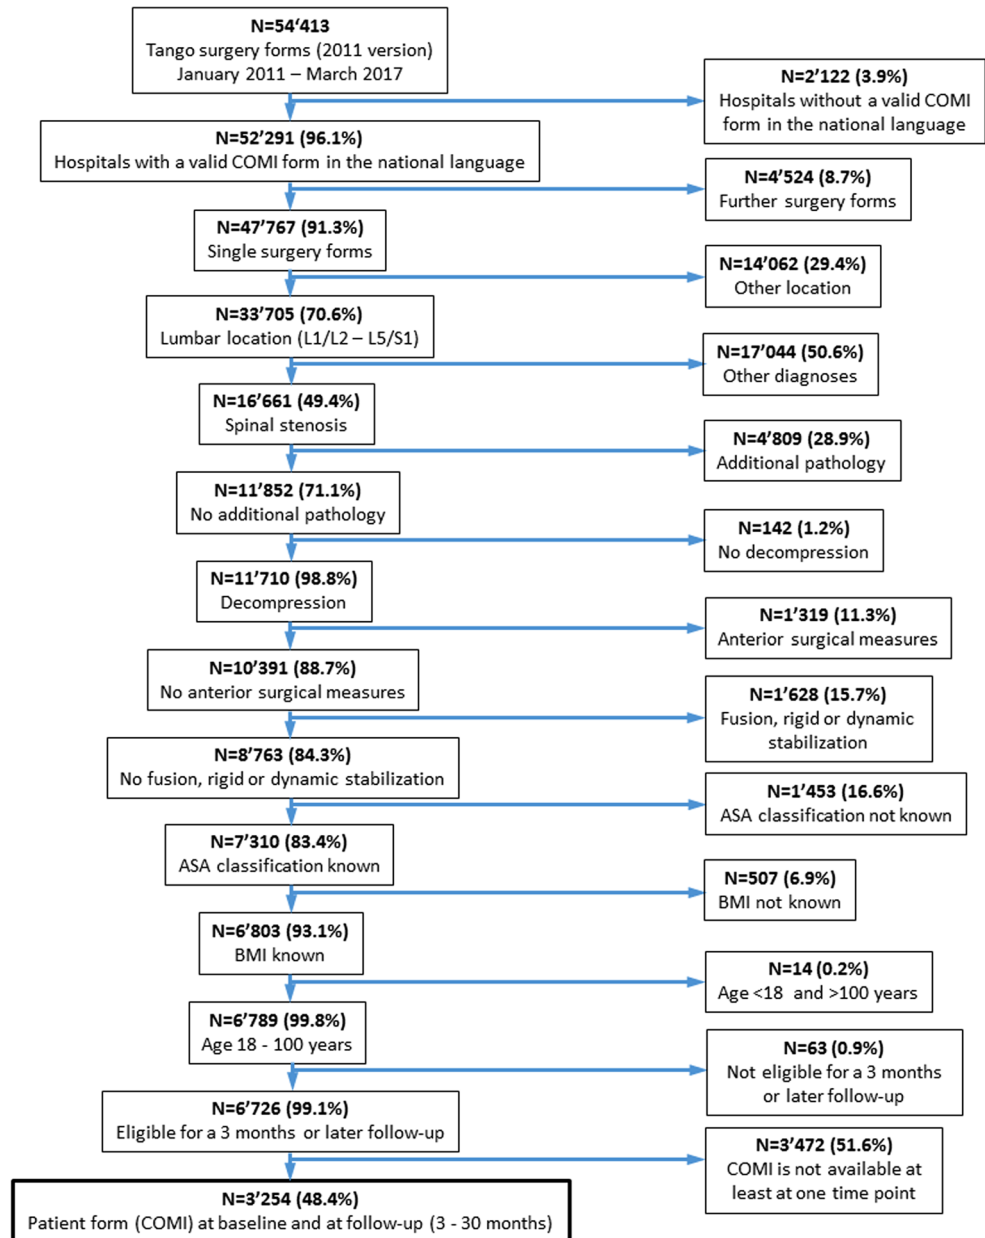 N=54‘413
Tango surgery forms (2011 version)
January 2011 – March 2017
N=2’122 (3.9%)
Hospitals without a valid COMI
form in the national language
N=52’291 (96.1%)
Hospitals with a valid COMI form in the national language
N=4’524 (8.7%)
Further surgery forms
N=47’767 (91.3%)
Single surgery forms
N=14’062 (29.4%)
Other location
N=33’705 (70.6%)
Lumbar location (L1/L2 – L5/S1)
N=17’044 (50.6%)
Other diagnoses
N=16’661 (49.4%)
Spinal stenosis
N=4’809 (28.9%)
Additional pathology
N=11’852 (71.1%)
No additional pathology
N=142 (1.2%)
No decompression
N=11’710 (98.8%)
Decompression
N=1’319 (11.3%)
Anterior surgical measures
N=10’391 (88.7%)
No anterior surgical measures
N=1’628 (15.7%)
Fusion, rigid or dynamic
stabilization
N=8’763 (84.3%)
No fusion, rigid or dynamic stabilization
N=1’453 (16.6%)
ASA classification not known
N=7’310 (83.4%)
ASA classification known
N=507 (6.9%)
BMI not known
N=6’803 (93.1%)
BMI known
N=14 (0.2%)
Age <18 and >100 years
N=6’789 (99.8%)
Age 18 - 100 years
N=63 (0.9%)
Not eligible for a 3 months
or later follow-up
N=6’726 (99.1%)
Eligible for a 3 months or later follow-up
N=3’472 (51.6%)
COMI is not available at
least at one time point
N=3’254 (48.4%)
Patient form (COMI) at baseline and at follow-up (3 - 30 months)